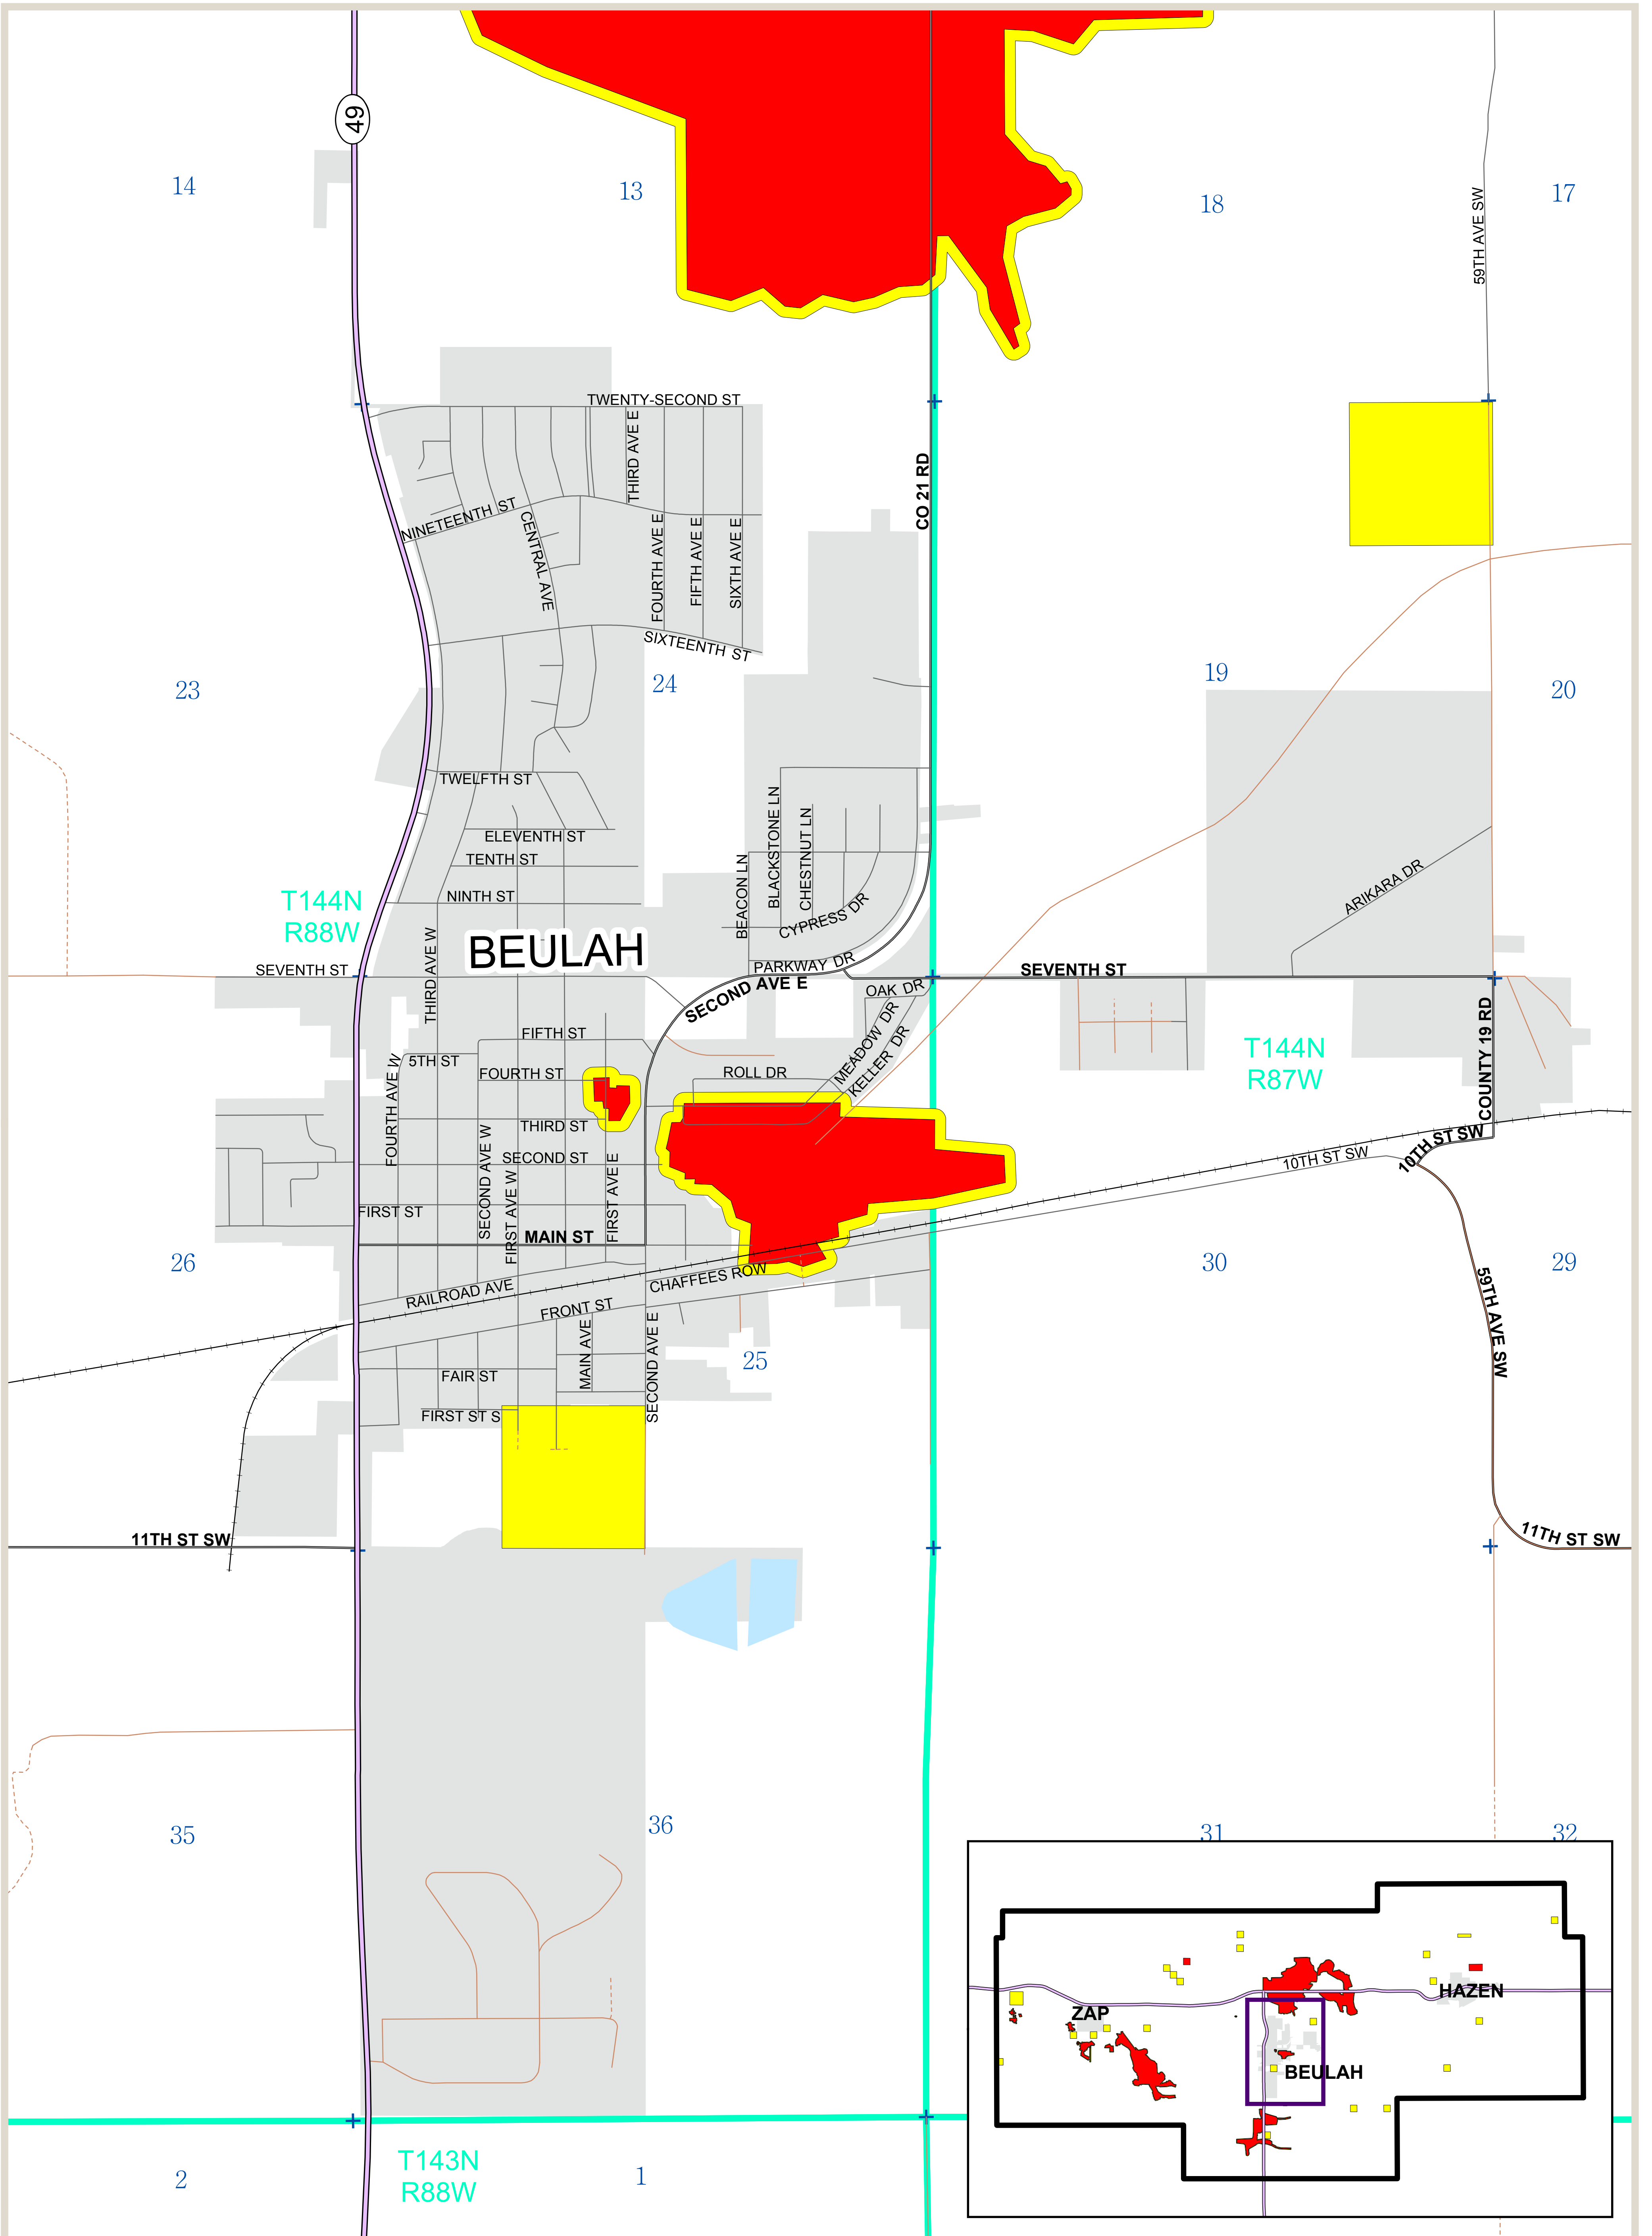 49
14
13
18
17
59TH AVE SW
TWENTY-SECOND ST
THIRD AVE E
CO 21 RD
NINETEENTH ST
CENTRAL AVE
FOURTH AVE E
FIFTH AVE E
SIXTH AVE E
SIXTEENTH ST
23
24
19
20
TWELFTH ST
ELEVENTH ST
TENTH ST
NINTH ST
BEACON LN
BLACKSTONE LN
CHESTNUT LN
CYPRESS DR
ARIKARA DR
T144N
R88W
THIRD AVE W
BEULAH
PARKWAY DR
SEVENTH ST
SECOND AVE E
SEVENTH ST
OAK DR
MEADOW DR
KELLER DR
COUNTY 19 RD
FIFTH ST
5TH ST
FOURTH ST
ROLL DR
T144N
R87W
FOURTH AVE W
THIRD ST
SECOND ST
SECOND AVE W
FIRST AVE W
FIRST AVE E
10TH ST SW
10TH ST SW
FIRST ST
MAIN ST
26
30
29
RAILROAD AVE
CHAFFEES ROW
FRONT ST
MAIN AVE
SECOND AVE E
59TH AVE SW
25
FAIR ST
FIRST ST S
11TH ST SW
11TH ST SW
35
36
31
32
ZAP
HAZEN
BEULAH
T143N
R88W
2
1